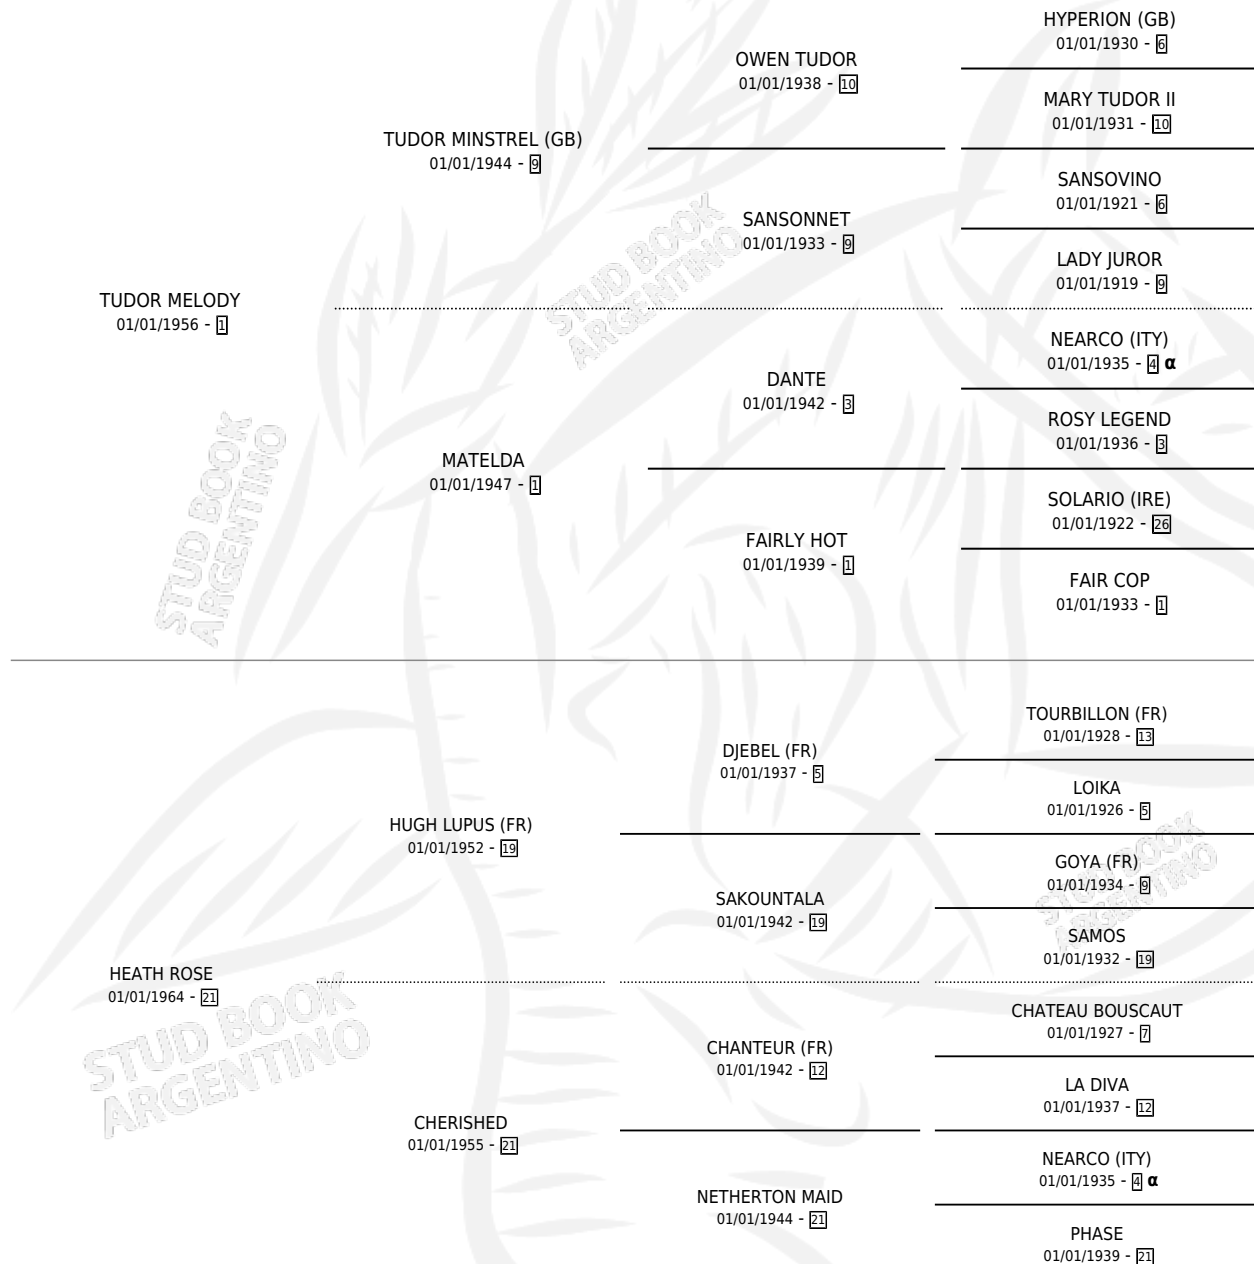 HYPERION (GB)
01/01/1930 - 6
OWEN TUDOR
01/01/1938 - 10
MARY TUDOR II
01/01/1931 - 10
TUDOR MINSTREL (GB)
01/01/1944 - 9
SANSOVINO
01/01/1921 - 6
SANSONNET
01/01/1933 - 9
LADY JUROR
01/01/1919 - 9
TUDOR MELODY
01/01/1956 - 1
NEARCO (ITY)
01/01/1935 - 4 α
DANTE
01/01/1942 - 3
ROSY LEGEND
01/01/1936 - 3
MATELDA
01/01/1947 - 1
SOLARIO (IRE)
01/01/1922 - 26
FAIRLY HOT
01/01/1939 - 1
FAIR COP
01/01/1933 - 1
STUD BOOK
ARGENTINO
STUD BOOK
ARGENTINO
TOURBILLON (FR)
01/01/1928 - 13
DJEBEL (FR)
01/01/1937 - 5
LOIKA
01/01/1926 - 5
HUGH LUPUS (FR)
01/01/1952 - 19
GOYA (FR)
01/01/1934 - 9
SAKOUNTALA
01/01/1942 - 19
SAMOS
01/01/1932 - 19
HEATH ROSE
01/01/1964 - 21
CHATEAU BOUSCAUT
01/01/1927 - 7
CHANTEUR (FR)
01/01/1942 - 12
LA DIVA
01/01/1937 - 12
CHERISHED
01/01/1955 - 21
NEARCO (ITY)
01/01/1935 - 4 α
NETHERTON MAID
01/01/1944 - 21
PHASE
01/01/1939 - 21
STUD BOOK
ARGENTINO
STUD BOOK
ARGENTINO